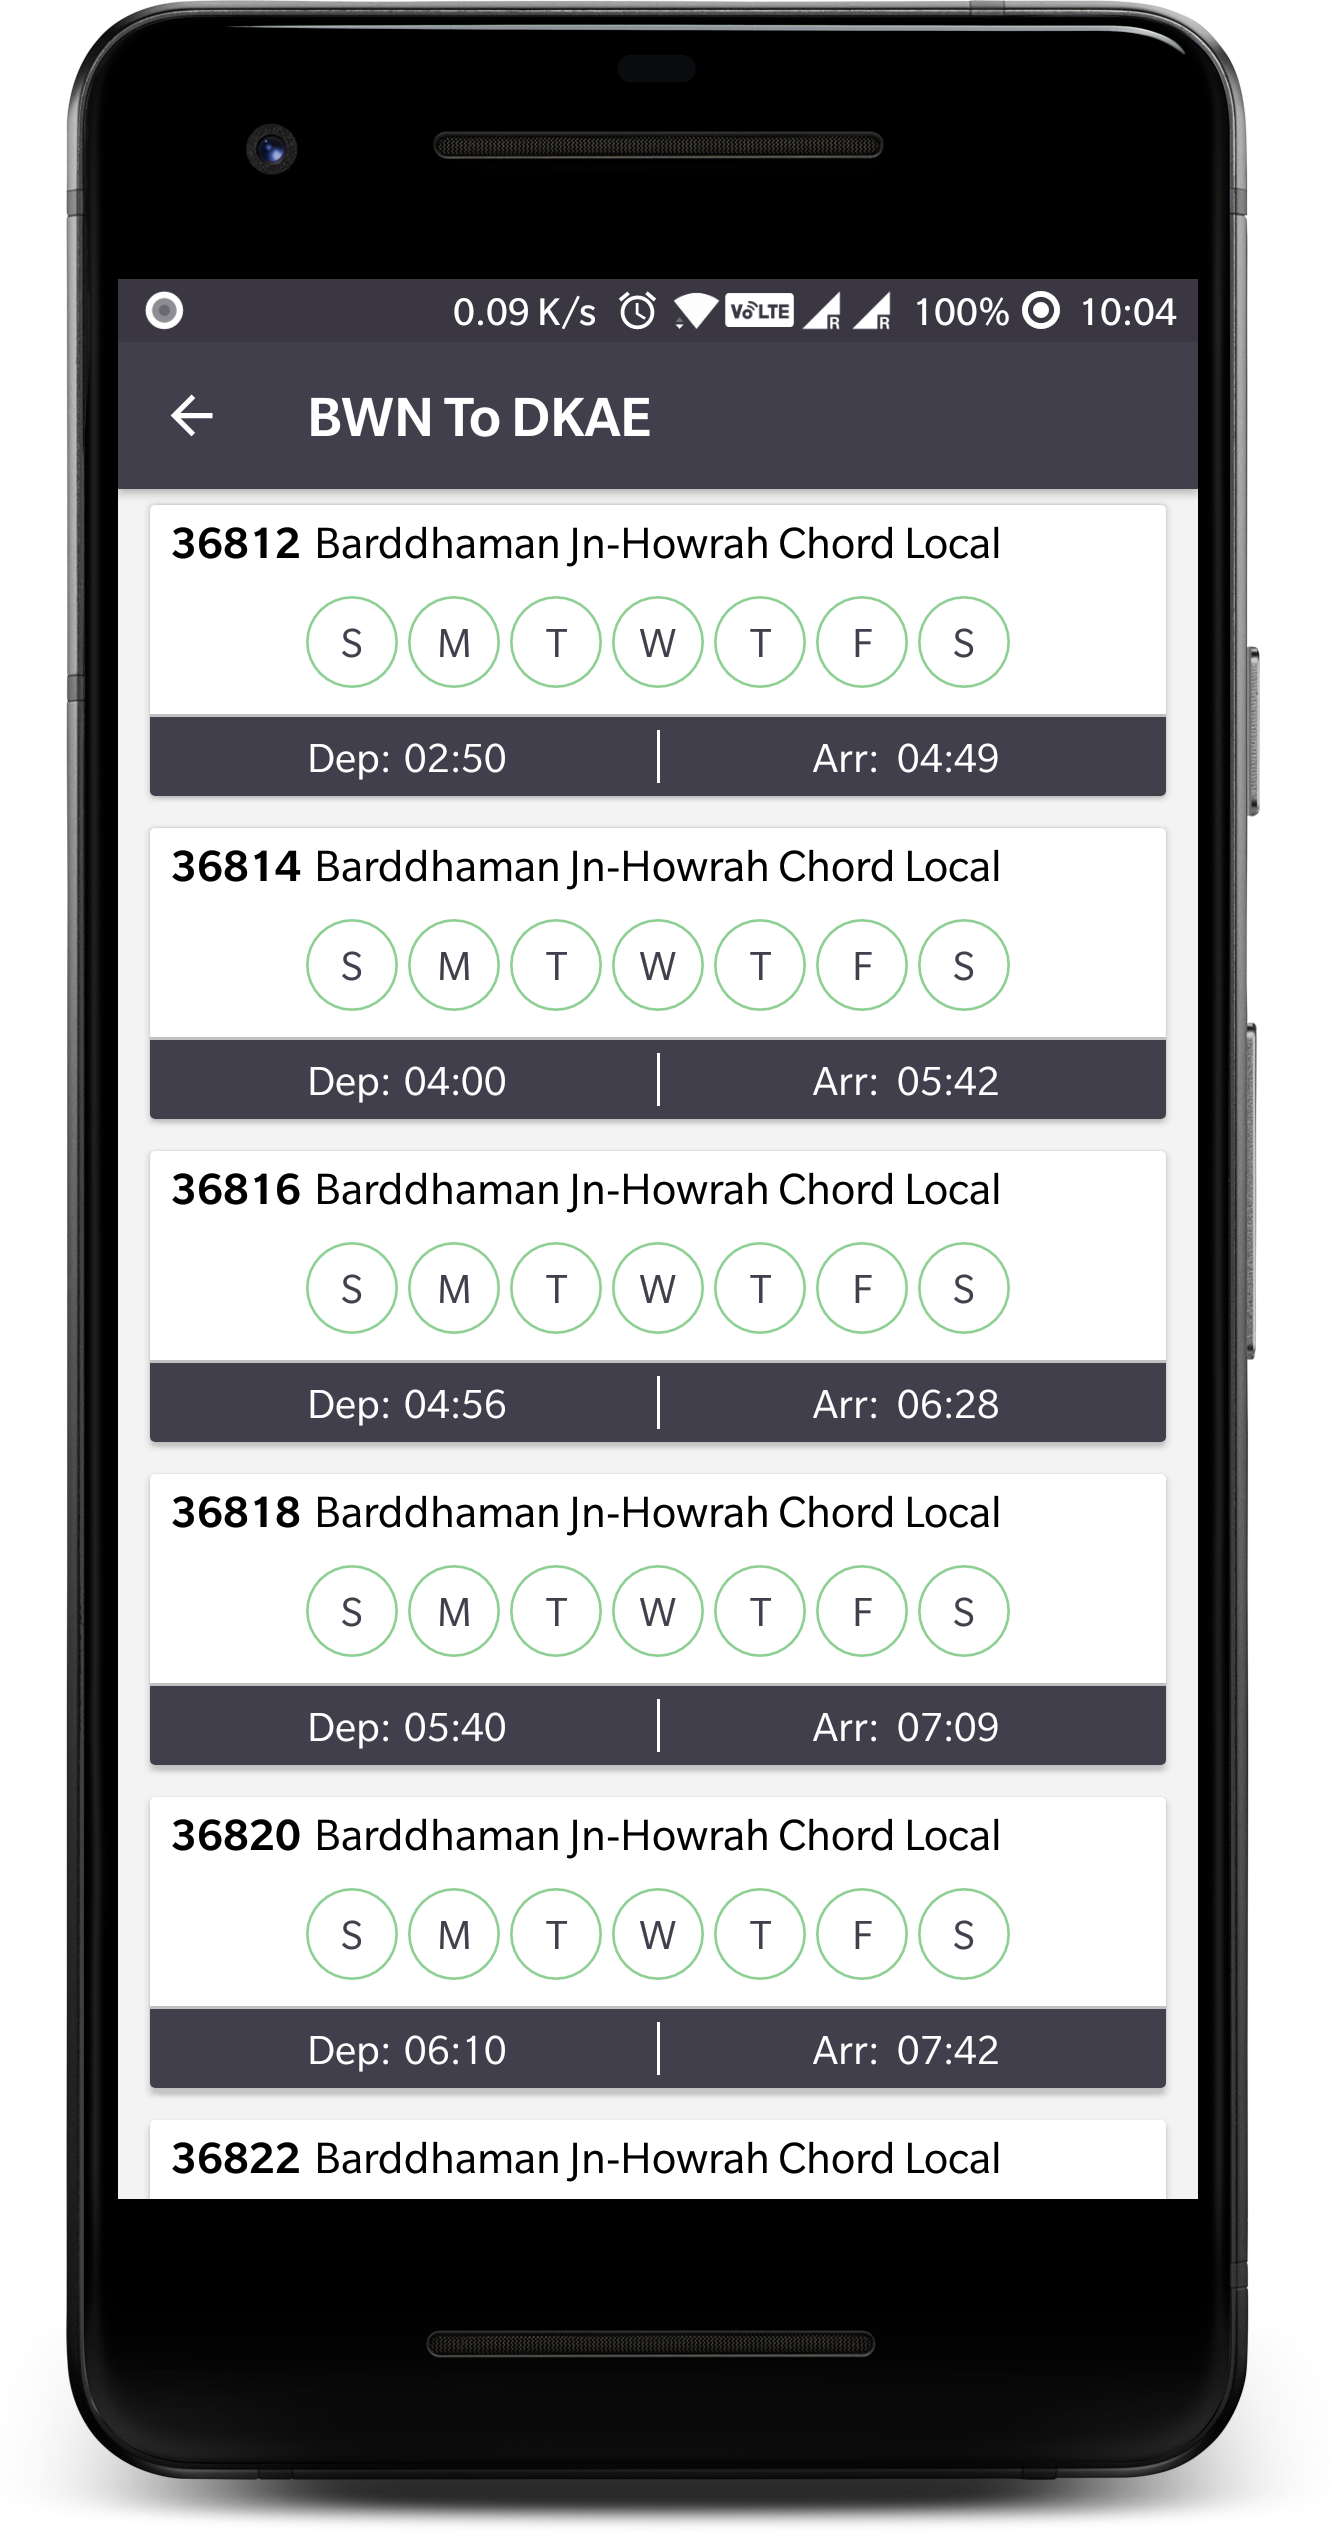 0.09 K/s VoLTE R R 100% 10:04
BWN To DKAE
36812 Barddhaman Jn-Howrah Chord Local
S M T W T F S
Dep: 02:50 | Arr: 04:49
36814 Barddhaman Jn-Howrah Chord Local
S M T W T F S
Dep: 04:00 | Arr: 05:42
36816 Barddhaman Jn-Howrah Chord Local
S M T W T F S
Dep: 04:56 | Arr: 06:28
36818 Barddhaman Jn-Howrah Chord Local
S M T W T F S
Dep: 05:40 | Arr: 07:09
36820 Barddhaman Jn-Howrah Chord Local
S M T W T F S
Dep: 06:10 | Arr: 07:42
36822 Barddhaman Jn-Howrah Chord Local